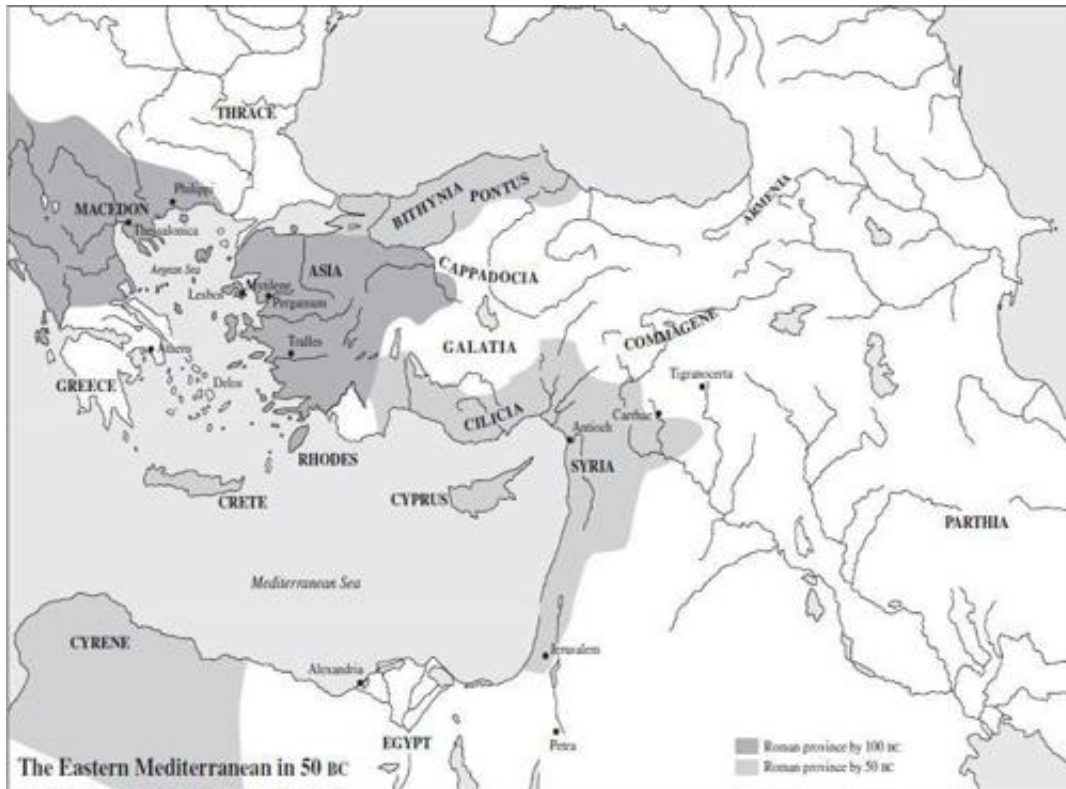 THRACE
Philippi
MACEDON
Thessalonica
Aegean Sea
BITHYNIA
PONTUS
ARMENIA
ASIA
CAPPADOCIA
Lesbos
Mytilene
Pergamum
COMMAGENE
GALATIA
Tralles
Athens
Tigranocerta
GREECE
Delos
CILICIA
Carrhae
Antioch
RHODES
SYRIA
CRETE
CYPRUS
PARTHIA
Mediterranean Sea
CYRENE
Jerusalem
Alexandria
EGYPT
Petra
Roman province by 100 BC
Roman province by 50 BC
The Eastern Mediterranean in 50 BC